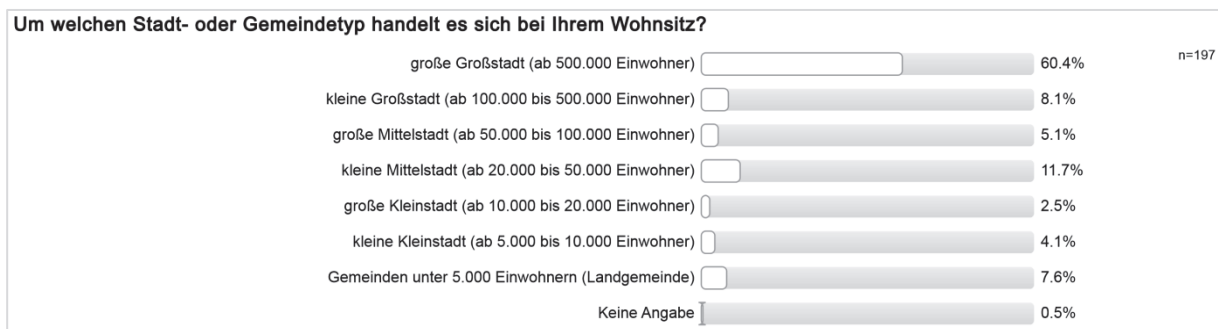 Um welchen Stadt- oder Gemeindetyp handelt es sich bei Ihrem Wohnsitz?
große Großstadt (ab 500.000 Einwohner) 60.4% n=197
kleine Großstadt (ab 100.000 bis 500.000 Einwohner) 8.1%
große Mittelstadt (ab 50.000 bis 100.000 Einwohner) 5.1%
kleine Mittelstadt (ab 20.000 bis 50.000 Einwohner) 11.7%
große Kleinstadt (ab 10.000 bis 20.000 Einwohner) 2.5%
kleine Kleinstadt (ab 5.000 bis 10.000 Einwohner) 4.1%
Gemeinden unter 5.000 Einwohnern (Landgemeinde) 7.6%
Keine Angabe 0.5%